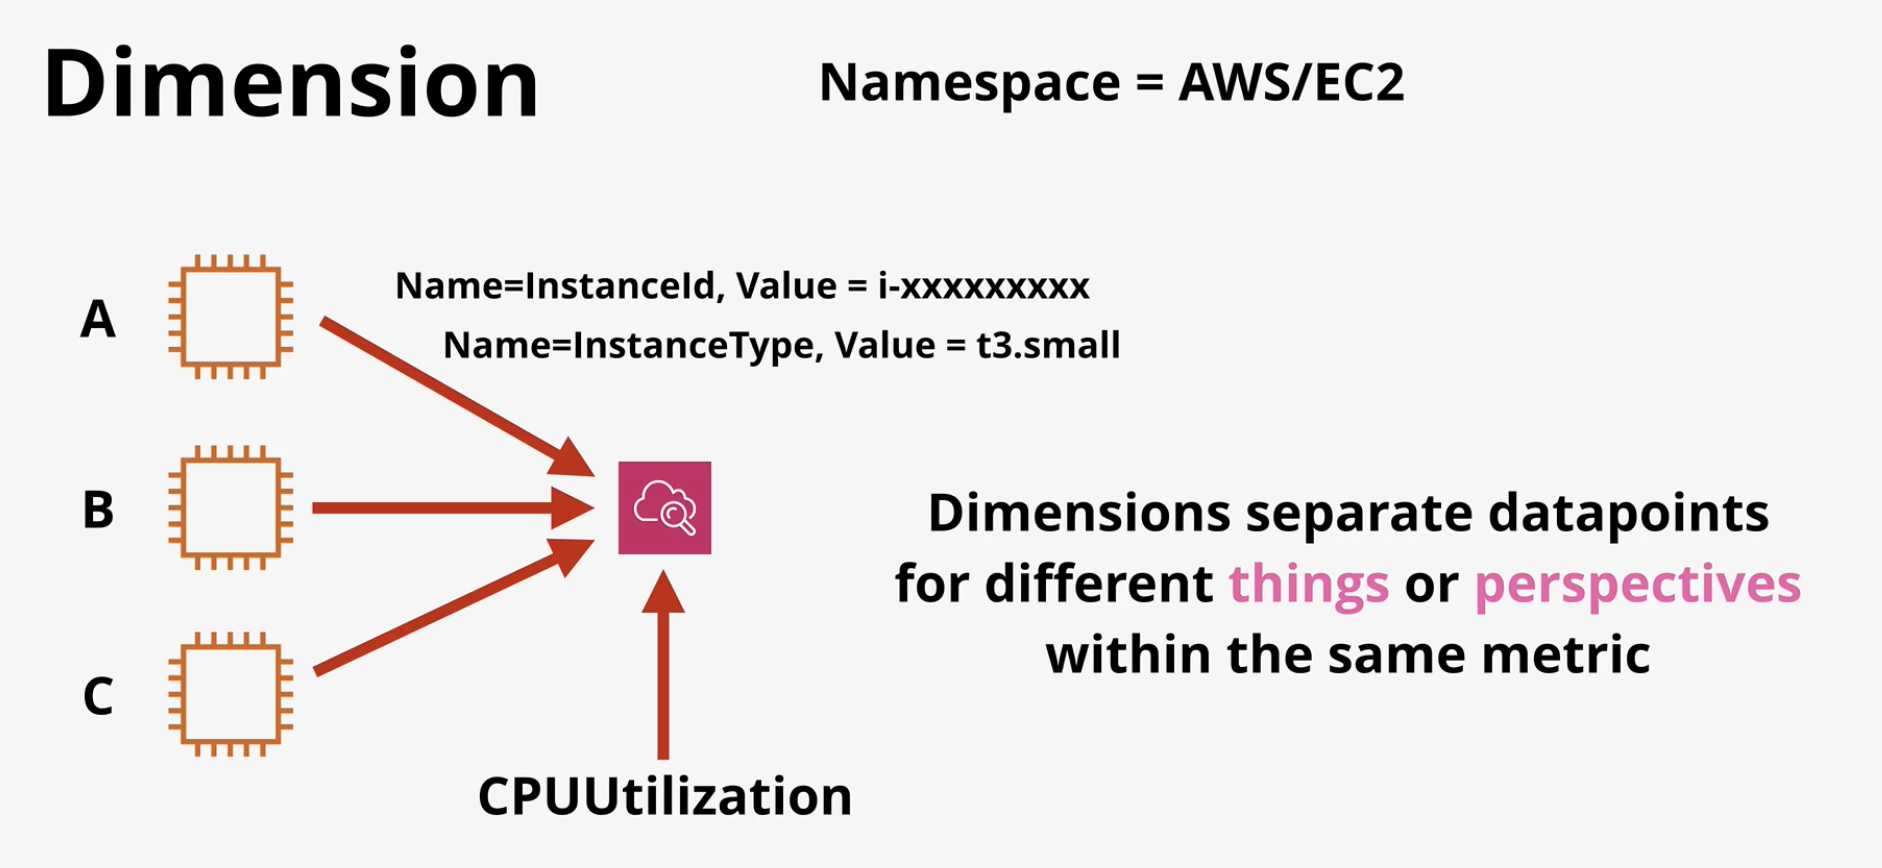 Dimension
Namespace = AWS/EC2
A
Name=InstanceId, Value = i-xxxxxxxxx
Name=InstanceType, Value = t3.small
B
C
CPUUtilization
Dimensions separate datapoints
for different things or perspectives
within the same metric